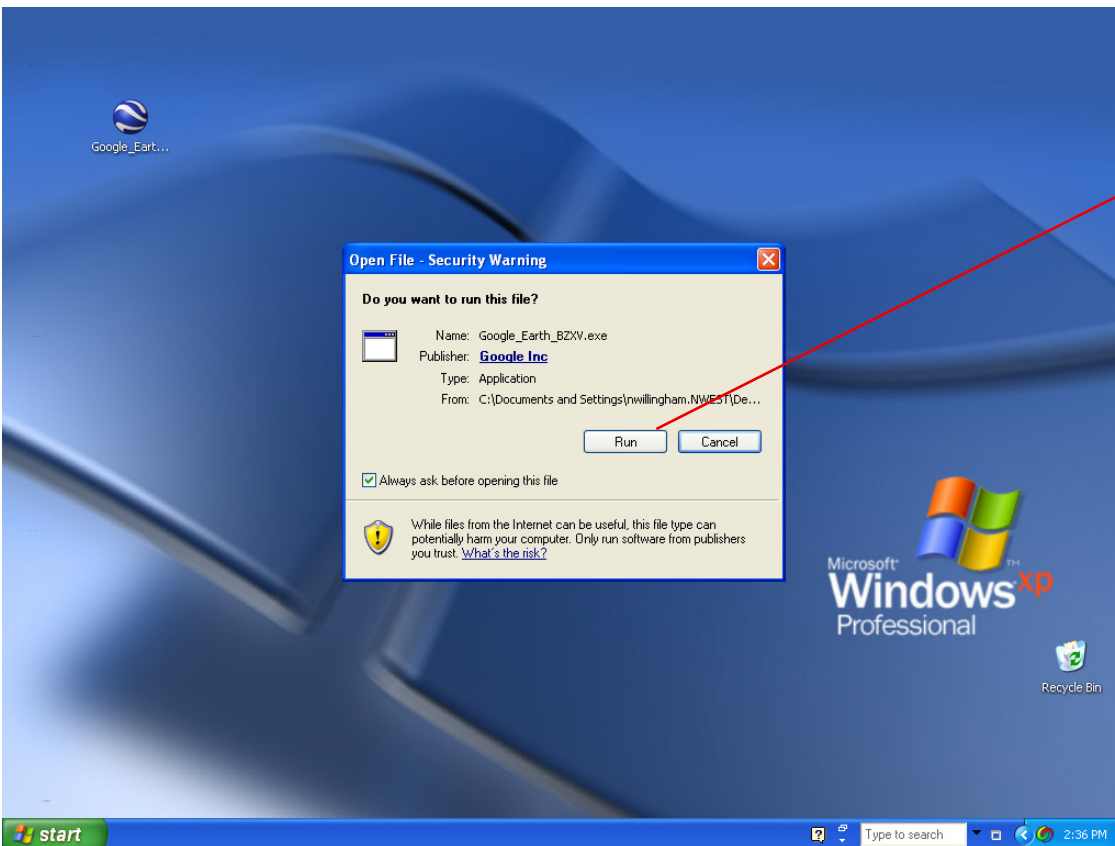 Google_Eart...
Open File - Security Warning
Do you want to run this file?
Name: Google_Earth_BZXV.exe
Publisher: Google Inc
Type: Application
From: C:\Documents and Settings\nwillingham.NWEST\De...
Run Cancel
Always ask before opening this file
While files from the Internet can be useful, this file type can
potentially harm your computer. Only run software from publishers
you trust. What's the risk?
Microsoft
Windows xp
TM
Professional
Recycle Bin
start
Type to search
2:36 PM